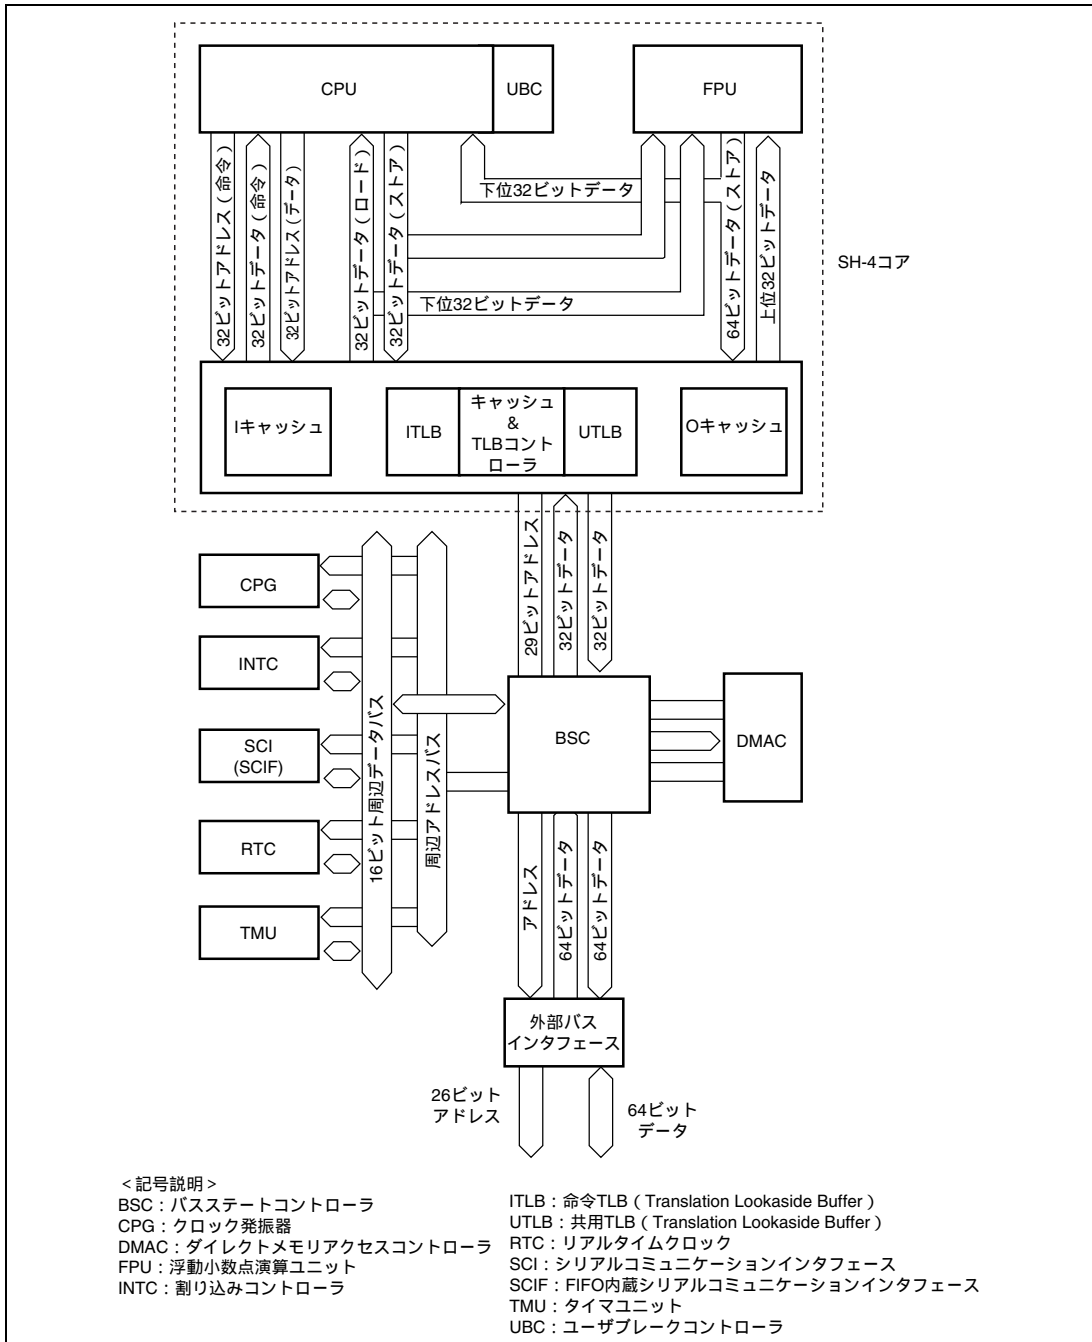 CPU
UBC
FPU
32ビットアドレス(命令)
32ビットデータ(命令)
32ビットアドレス(データ)
32ビットデータ(ロード)
32ビットデータ(ストア)
下位32ビットデータ
下位32ビットデータ
64ビットデータ(ストア)
上位32ビットデータ
SH-4コア
Iキャッシュ
ITLB
キャッシュ
&
TLBコント
ローラ
UTLB
Oキャッシュ
29ビットアドレス
32ビットデータ
32ビットデータ
CPG
INTC
SCI
(SCIF)
RTC
TMU
16ビット周辺データバス
周辺アドレスバス
BSC
DMAC
アドレス
64ビットデータ
64ビットデータ
外部バス
インタフェース
26ビット
アドレス
64ビット
データ
<記号説明>
BSC:バスステートコントローラ
CPG:クロック発振器
DMAC:ダイレクトメモリアクセスコントローラ
FPU:浮動小数点演算ユニット
INTC:割り込みコントローラ
ITLB:命令TLB(Translation Lookaside Buffer)
UTLB:共用TLB(Translation Lookaside Buffer)
RTC:リアルタイムクロック
SCI:シリアルコミュニケーションインタフェース
SCIF:FIFO内蔵シリアルコミュニケーションインタフェース
TMU:タイマユニット
UBC:ユーザブレークコントローラ